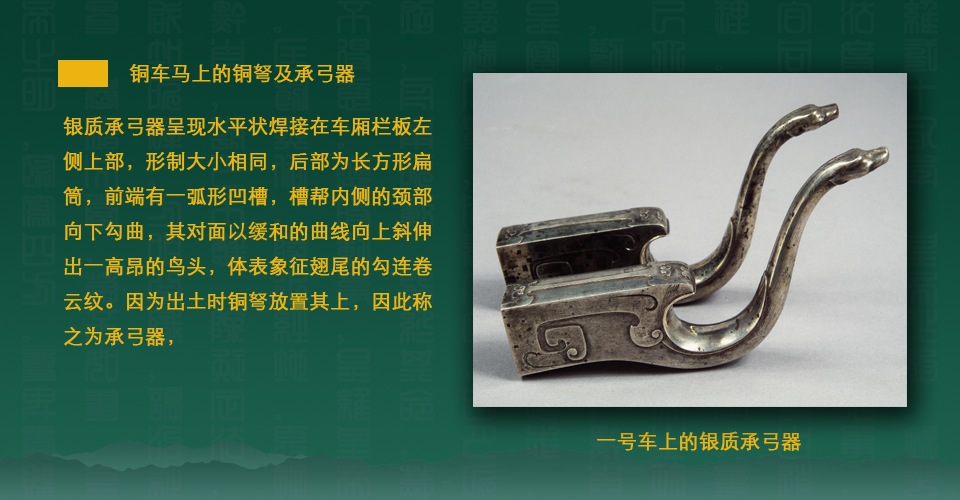 铜车马上的铜弩及承弓器
银质承弓器呈现水平状焊接在车厢栏板左
侧上部，形制大小相同，后部为长方形扁
筒，前端有一弧形凹槽，槽帮内侧的颈部
向下勾曲，其对面以缓和的曲线向上斜伸
出一高昂的鸟头，体表象征翅尾的勾连卷
云纹。因为出土时铜弩放置其上，因此称
之为承弓器，
一号车上的银质承弓器